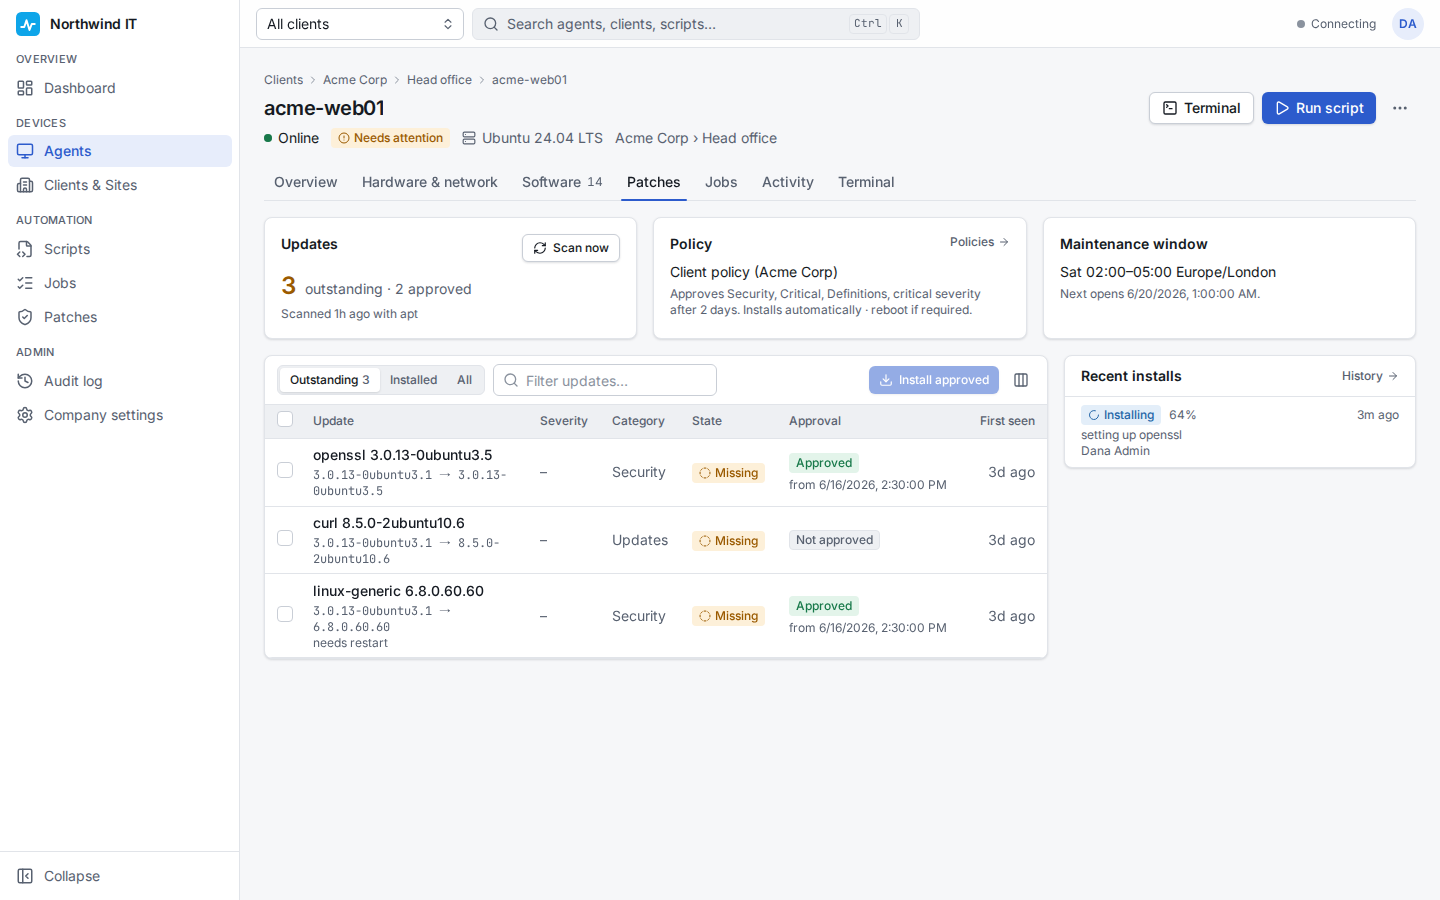 Northwind IT
All clients
Search agents, clients, scripts...
Ctrl K
Connecting
DA
OVERVIEW
Dashboard
DEVICES
Agents
Clients & Sites
AUTOMATION
Scripts
Jobs
Patches
ADMIN
Audit log
Company settings
Collapse
Clients > Acme Corp > Head office > acme-web01
acme-web01
Terminal
Run script
Online
Needs attention
Ubuntu 24.04 LTS
Acme Corp › Head office
Overview
Hardware & network
Software 14
Patches
Jobs
Activity
Terminal
Updates
Scan now
3 outstanding · 2 approved
Scanned 1h ago with apt
Policy
Policies →
Client policy (Acme Corp)
Approves Security, Critical, Definitions, critical severity
after 2 days. Installs automatically · reboot if required.
Maintenance window
Sat 02:00–05:00 Europe/London
Next opens 6/20/2026, 1:00:00 AM.
Outstanding 3
Installed
All
Filter updates...
Install approved
Update Severity Category State Approval First seen
openssl 3.0.13-0ubuntu3.5
3.0.13-0ubuntu3.1 → 3.0.13-
0ubuntu3.5
–
Security
Missing
Approved
from 6/16/2026, 2:30:00 PM
3d ago
curl 8.5.0-2ubuntu10.6
3.0.13-0ubuntu3.1 → 8.5.0-
2ubuntu10.6
–
Updates
Missing
Not approved
3d ago
linux-generic 6.8.0.60.60
3.0.13-0ubuntu3.1 →
6.8.0.60.60
needs restart
–
Security
Missing
Approved
from 6/16/2026, 2:30:00 PM
3d ago
Recent installs
History →
Installing 64%
3m ago
setting up openssl
Dana Admin